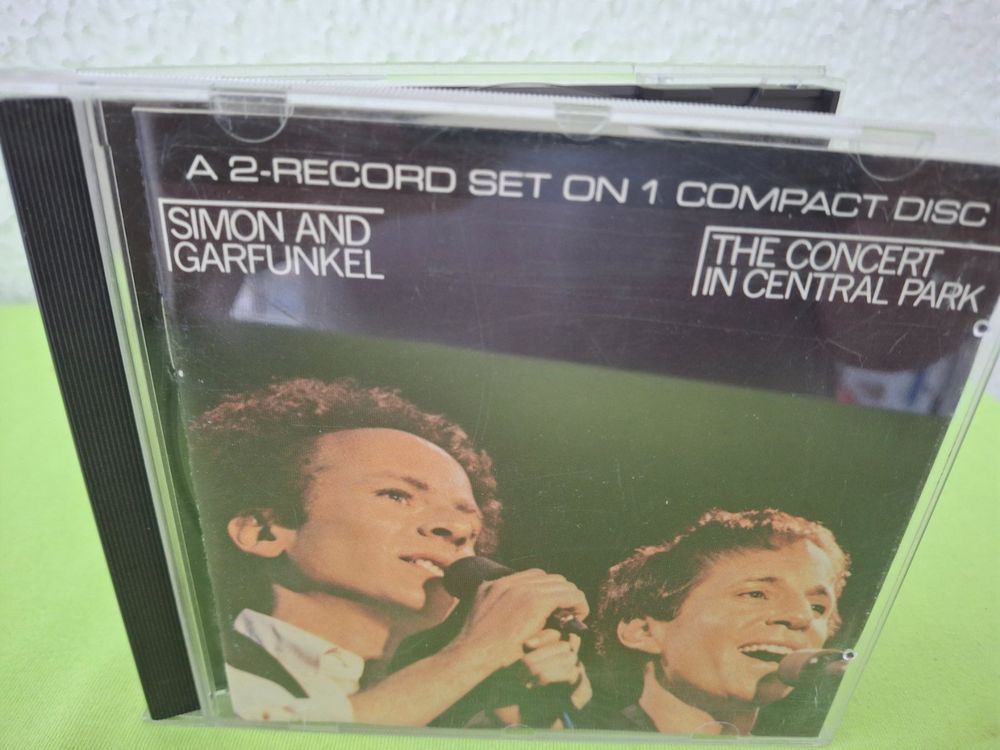 A 2-RECORD SET ON 1 COMPACT DISC
SIMON AND
GARFUNKEL
THE CONCERT
IN CENTRAL PARK